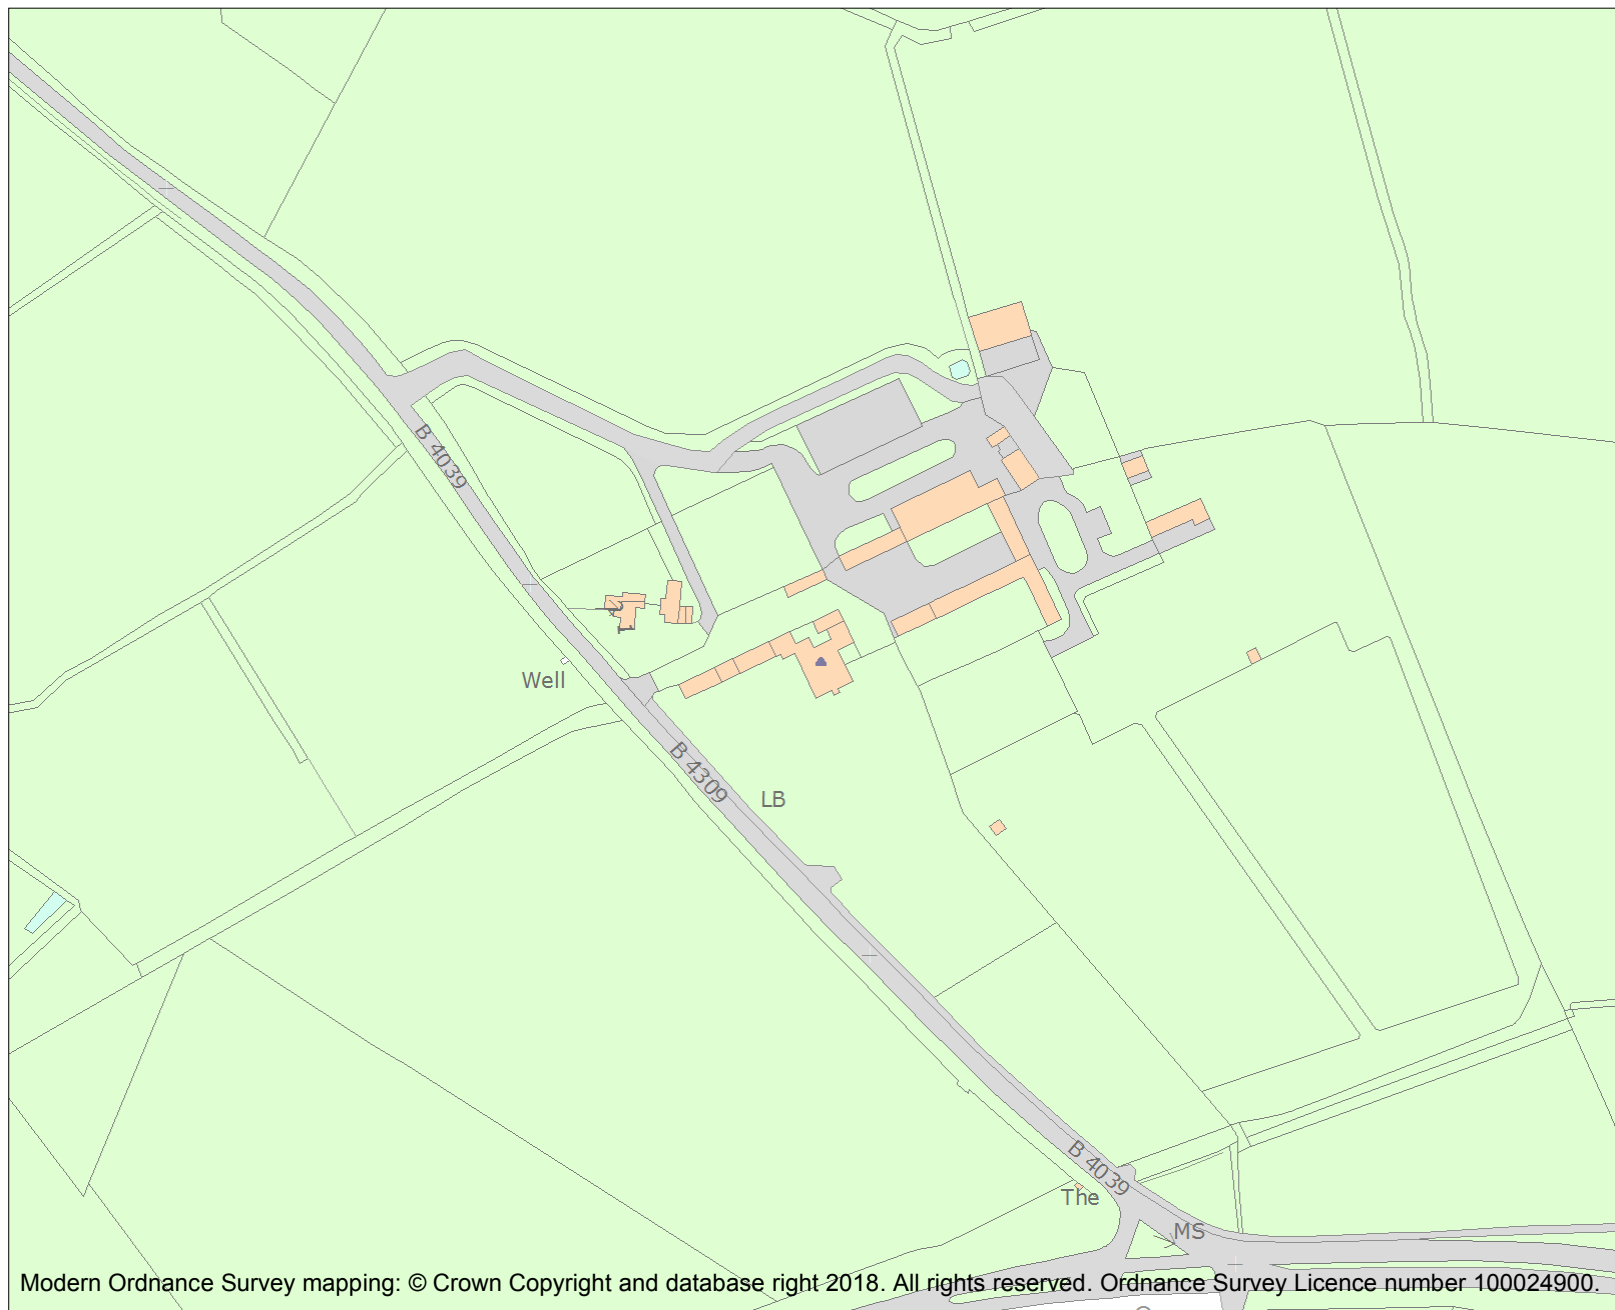 B 4039
Well
B 4309
LB
B 4039
The
MS
Modern Ordnance Survey mapping: © Crown Copyright and database right 2018. All rights reserved. Ordnance Survey Licence number 100024900.